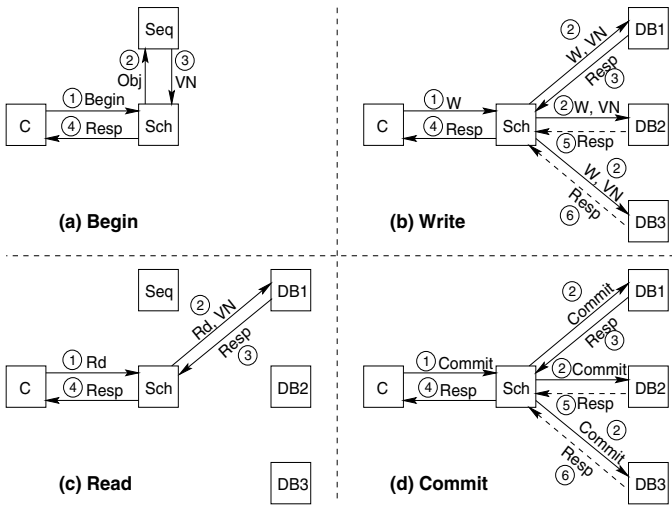 Seq
② Obj
③ VN
① Begin
④ Resp
C
Sch
(a) Begin
② W, VN
Resp ③
DB1
① W
④ Resp
C
Sch
② W, VN
⑤ Resp
DB2
② W, VN
Resp ⑥
DB3
(b) Write
Seq
② Rd, VN
Resp ③
DB1
① Rd
④ Resp
C
Sch
DB2
DB3
(c) Read
② Commit
Resp ③
DB1
① Commit
④ Resp
C
Sch
② Commit
⑤ Resp
DB2
Commit ②
Resp ⑥
DB3
(d) Commit